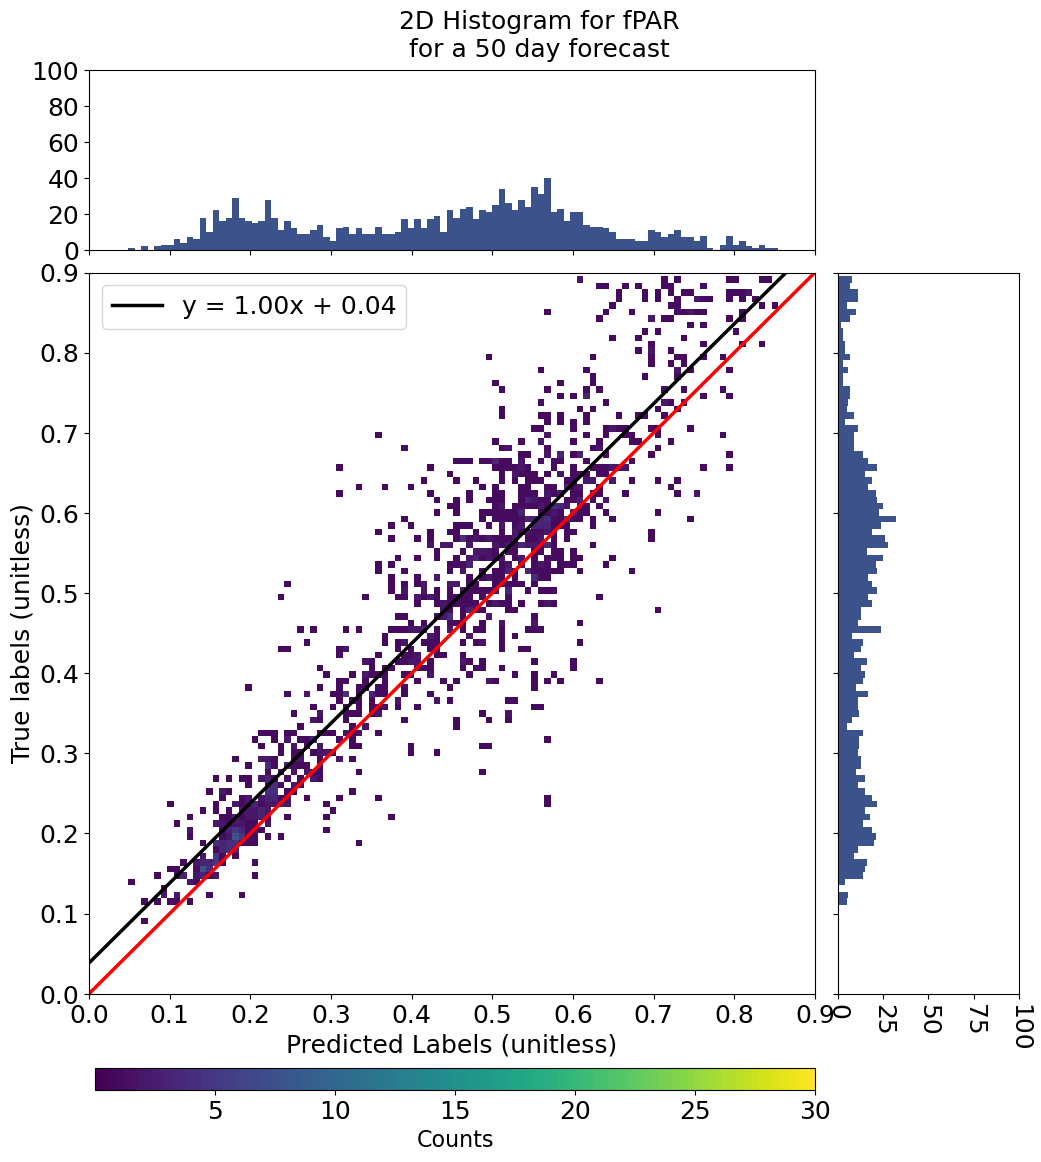 2D Histogram for fPAR
for a 50 day forecast
100
80
60
40
20
0
0.9
0.8
0.7
0.6
0.5
0.4
0.3
0.2
0.1
0.0
y = 1.00x + 0.04
True labels (unitless)
0.0 0.1 0.2 0.3 0.4 0.5 0.6 0.7 0.8 0.9
Predicted Labels (unitless)
0 25 50 75 100
5 10 15 20 25 30
Counts